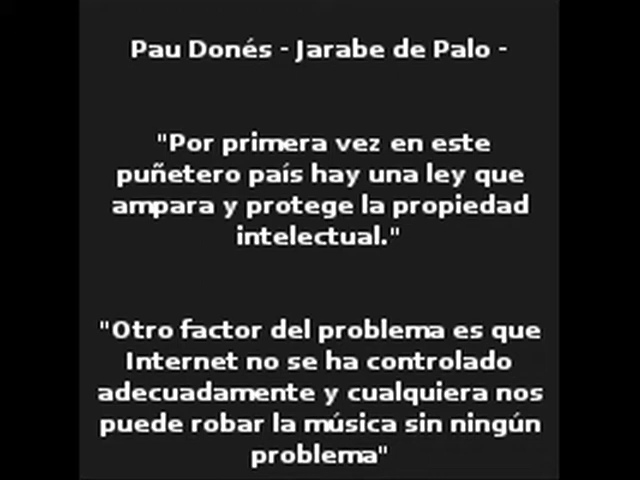 Pau Donés - Jarabe de Palo -
"Por primera vez en este
puñetero país hay una ley que
ampara y protege la propiedad
intelectual."
"Otro factor del problema es que
Internet no se ha controlado
adecuadamente y cualquiera nos
puede robar la música sin ningún
problema"